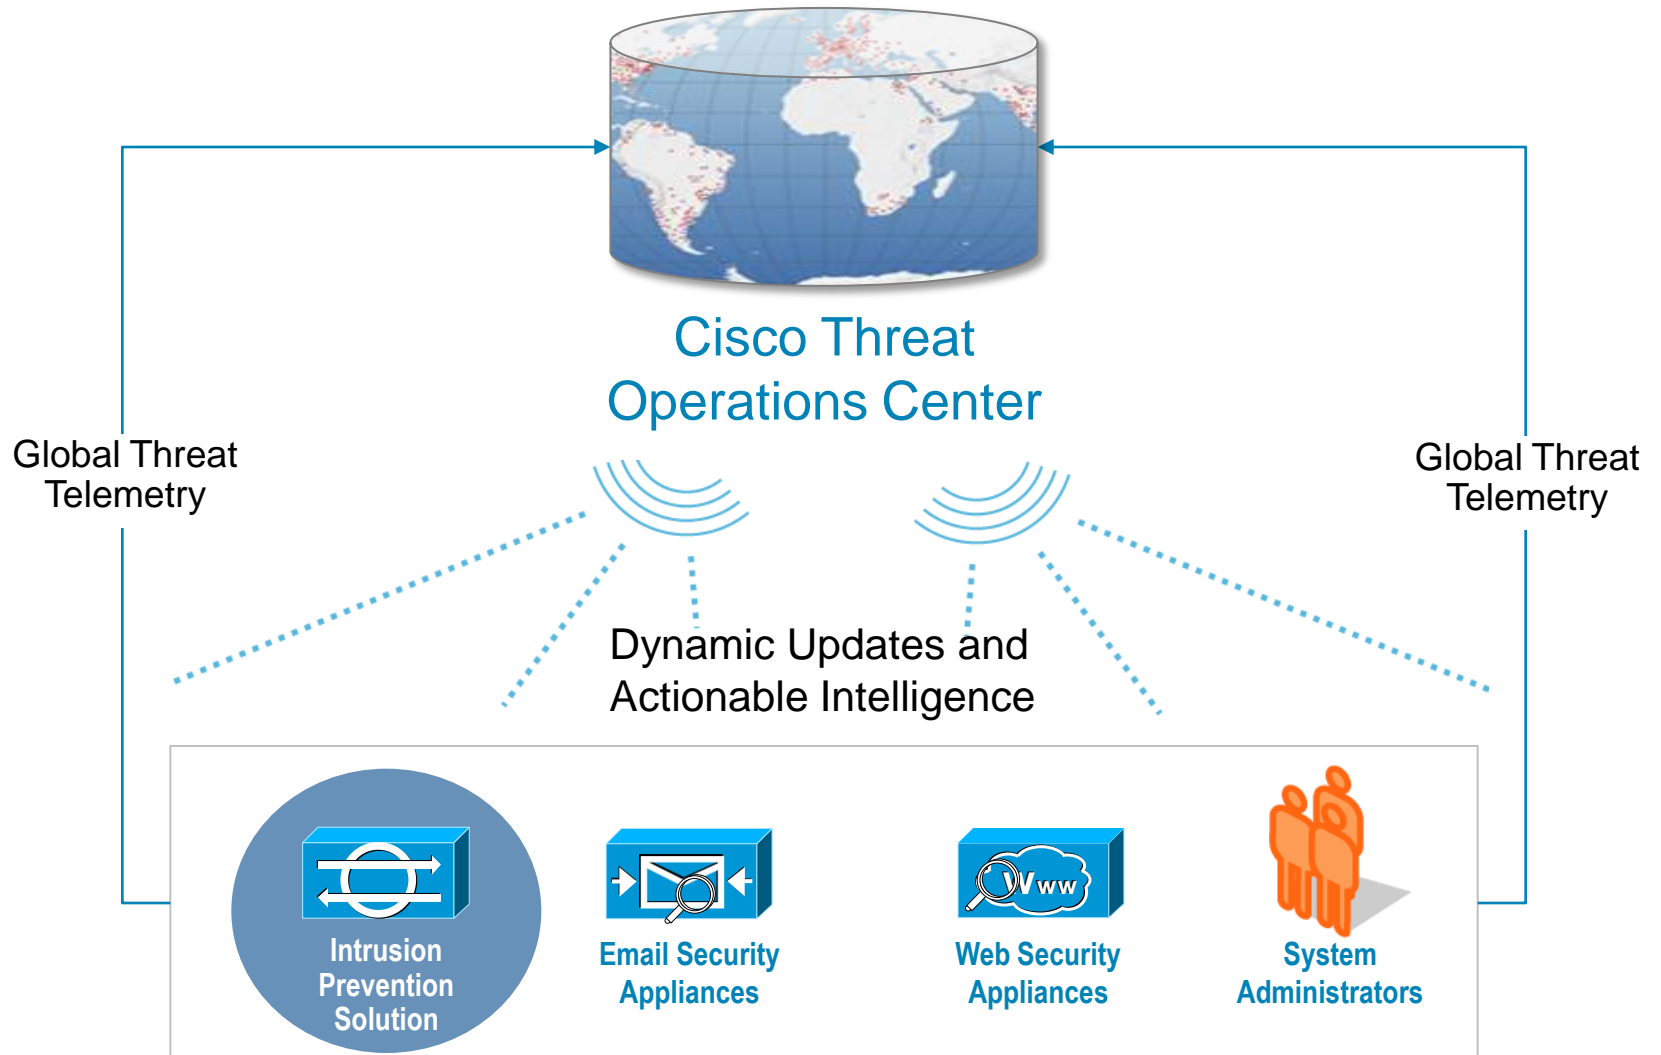 Cisco Threat
Operations Center
Global Threat
Telemetry
Global Threat
Telemetry
Dynamic Updates and
Actionable Intelligence
Www
Intrusion
Prevention
Solution
Email Security
Appliances
Web Security
Appliances
System
Administrators